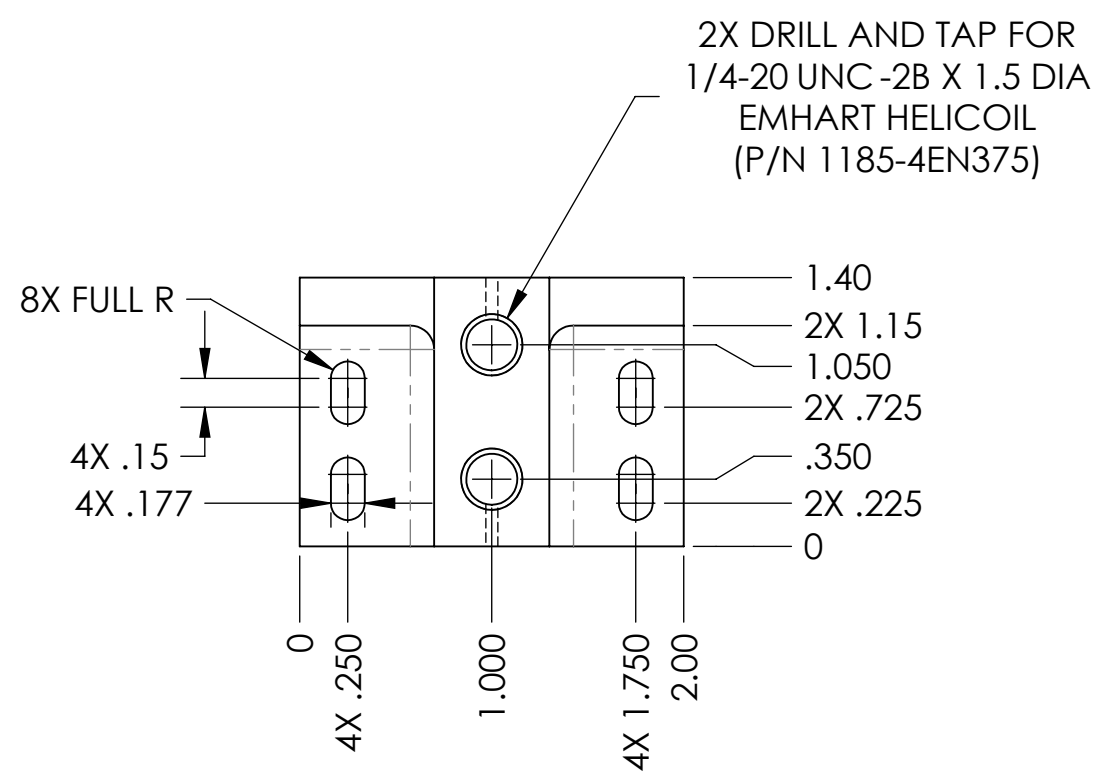 2X DRILL AND TAP FOR
1/4-20 UNC -2B X 1.5 DIA
EMHART HELICOIL
(P/N 1185-4EN375)
8X FULL R
4X .15
4X .177
1.40
2X 1.15
1.050
2X .725
.350
2X .225
0
0
4X .250
1.000
4X 1.750
2.00